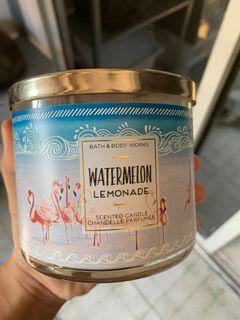 BATH & BODY WORKS
WATERMELON
LEMONADE
SCENTED CANDLE
CHANDELLE PARFUMÉE